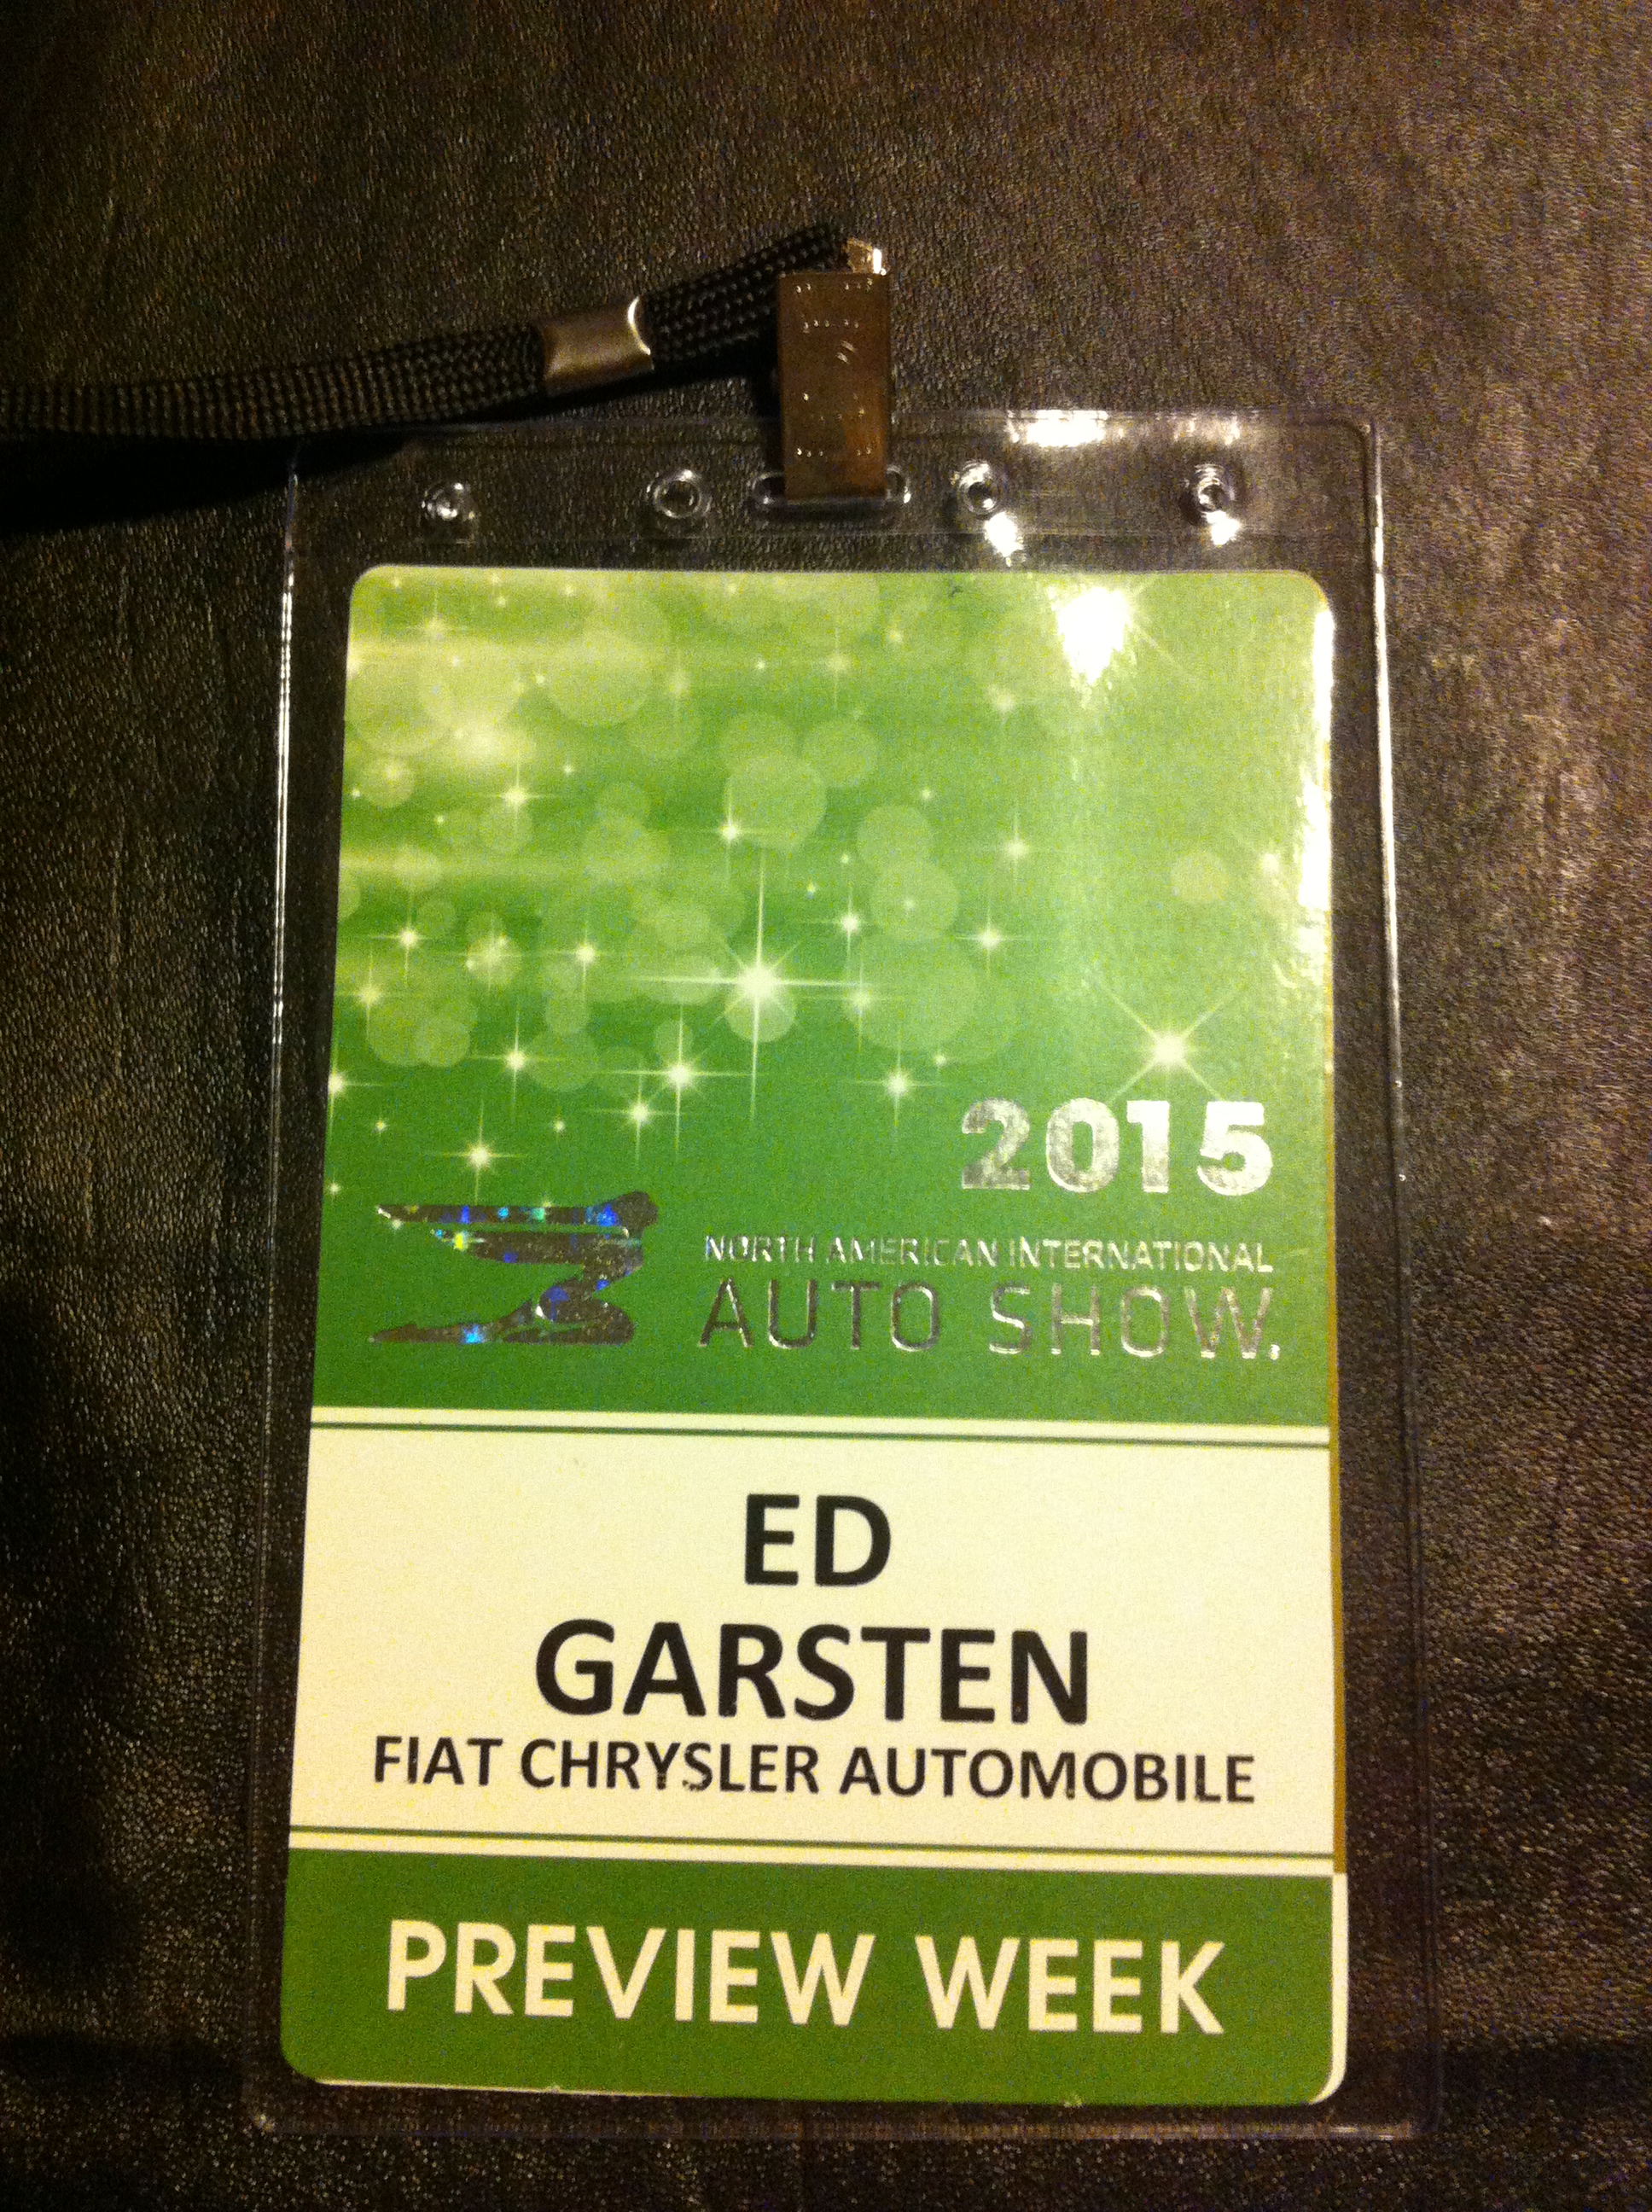 2015
NORTH AMERICAN INTERNATIONAL
AUTO SHOW.
ED
GARSTEN
FIAT CHRYSLER AUTOMOBILE
PREVIEW WEEK